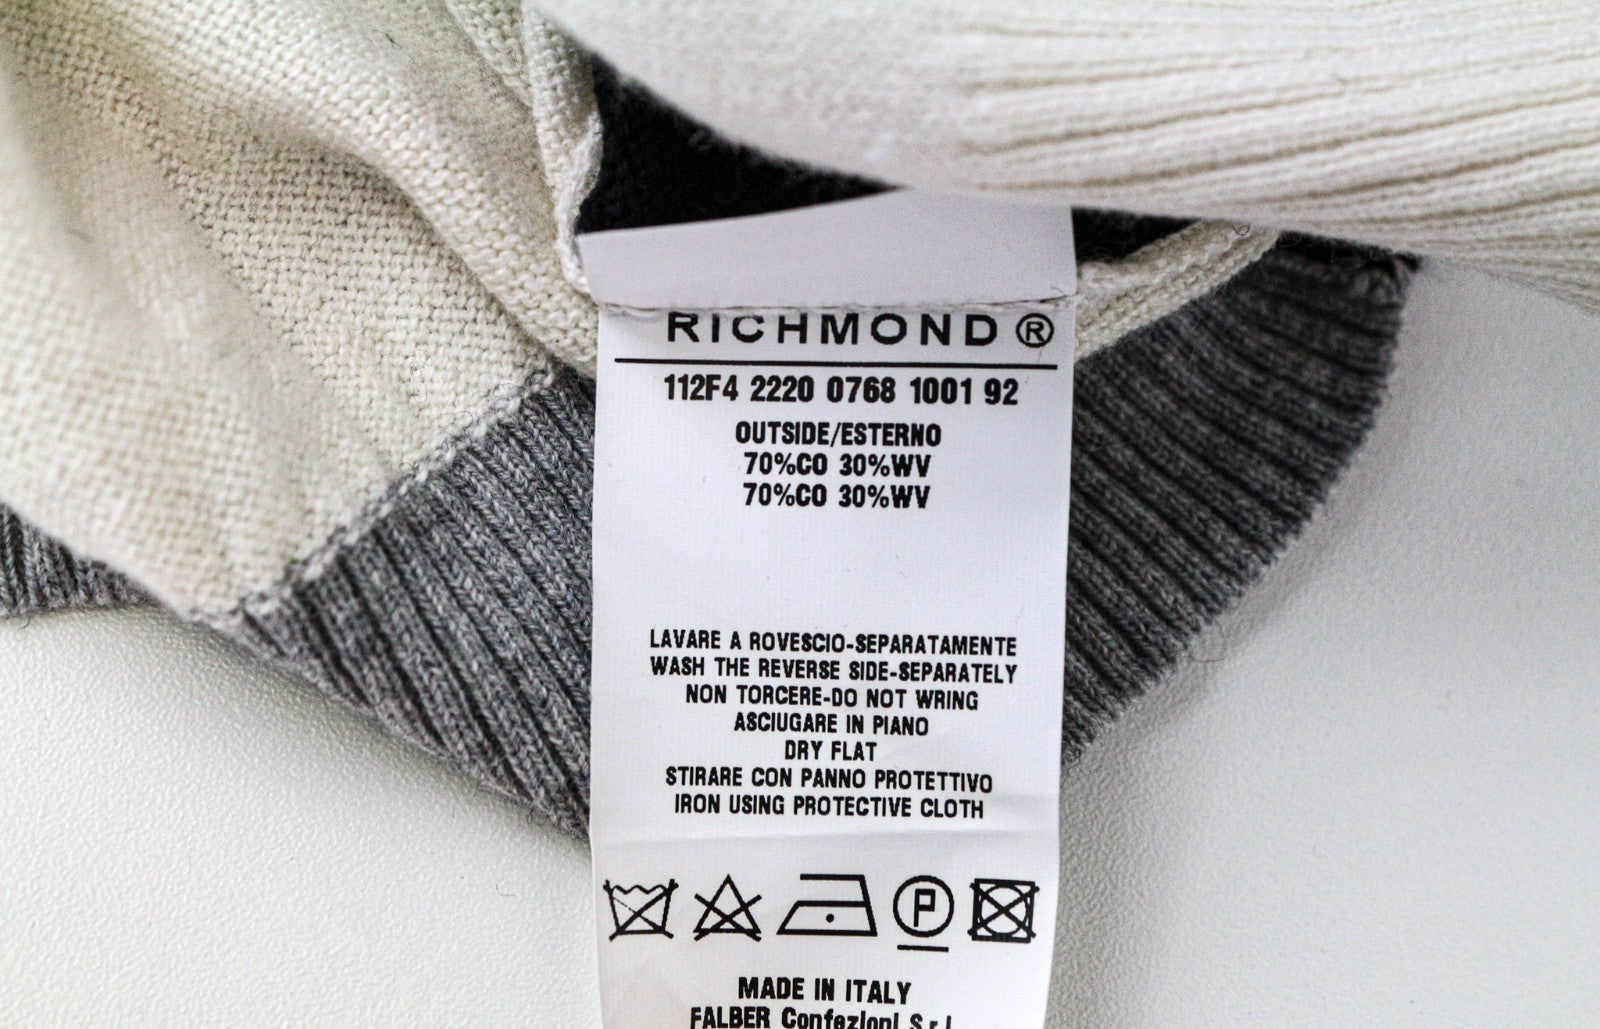 RICHMOND ®
112F4 2220 0768 1001 92
OUTSIDE/ESTERNO
70%CO 30%WV
70%CO 30%WV
LAVARE A ROVESCIO-SEPARATAMENTE
WASH THE REVERSE SIDE-SEPARATELY
NON TORCERE-DO NOT WRING
ASCIUGARE IN PIANO
DRY FLAT
STIRARE CON PANNO PROTETTIVO
IRON USING PROTECTIVE CLOTH
P
MADE IN ITALY
FALBER Confezioni S.r.l.